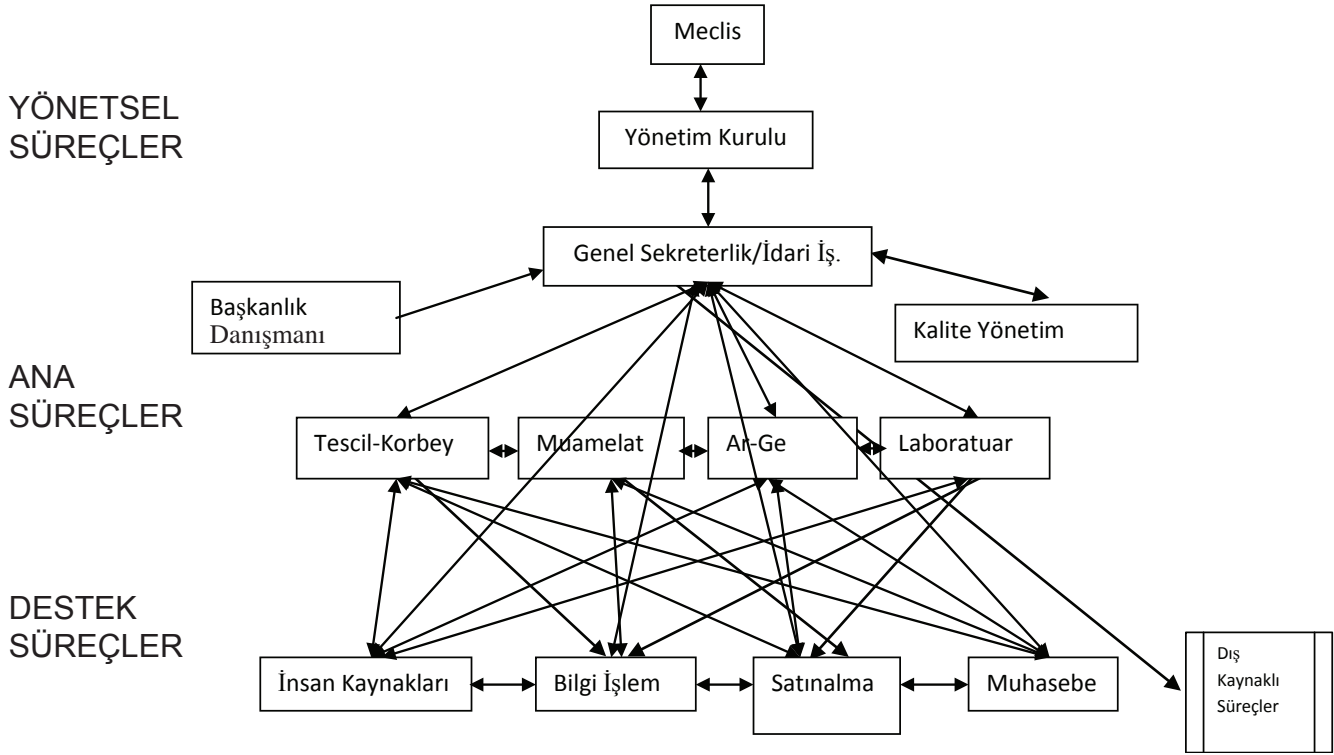 Meclis
YÖNETSEL
SÜREÇLER
Yönetim Kurulu
Genel Sekreterlik/İdari İş.
Başkanlık
Danışmanı
Kalite Yönetim
ANA
SÜREÇLER
Tescil-Korbey
Muamelat
Ar-Ge
Laboratuar
DESTEK
SÜREÇLER
İnsan Kaynakları
Bilgi İşlem
Satınalma
Muhasebe
Dış
Kaynaklı
Süreçler